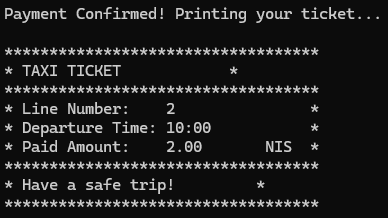 Payment Confirmed! Printing your ticket...
***********************************
* TAXI TICKET            *
***********************************
* Line Number:    2               *
* Departure Time: 10:00           *
* Paid Amount:    2.00       NIS  *
***********************************
* Have a safe trip!         *
***********************************